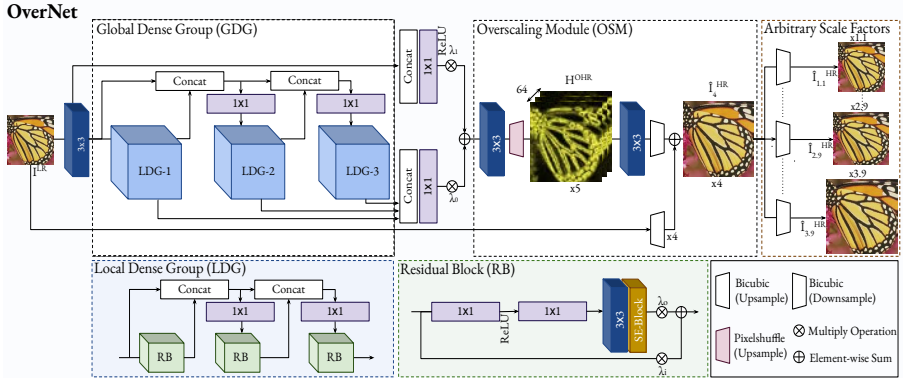 OverNet
Global Dense Group (GDG)
Concat
Concat
1x1
1x1
3x3
LDG-1
LDG-2
LDG-3
I^LR
Concat
1x1
ReLU
λ₁
Concat
1x1
λ₀
Overscaling Module (OSM)
64
H^OHR
3x3
x5
3x3
Î₄^HR
x4
x4
Arbitrary Scale Factors
x1.1
Î₁.₁^HR
x2.9
Î₂.₉^HR
x3.9
Î₃.₉^HR
Local Dense Group (LDG)
Concat
Concat
1x1
1x1
RB
RB
RB
Residual Block (RB)
1x1
ReLU
1x1
3x3
SE-Block
λ₀
λᵢ
Bicubic
(Upsample)
Bicubic
(Downsample)
Pixelshuffle
(Upsample)
Multiply Operation
Element-wise Sum